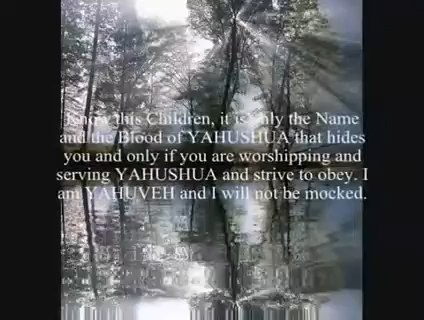 Know this Children, it is only the Name
and the Blood of YAHUSHUA that hides
you and only if you are worshipping and
serving YAHUSHUA and strive to obey. I
am YAHUVEH and I will not be mocked.